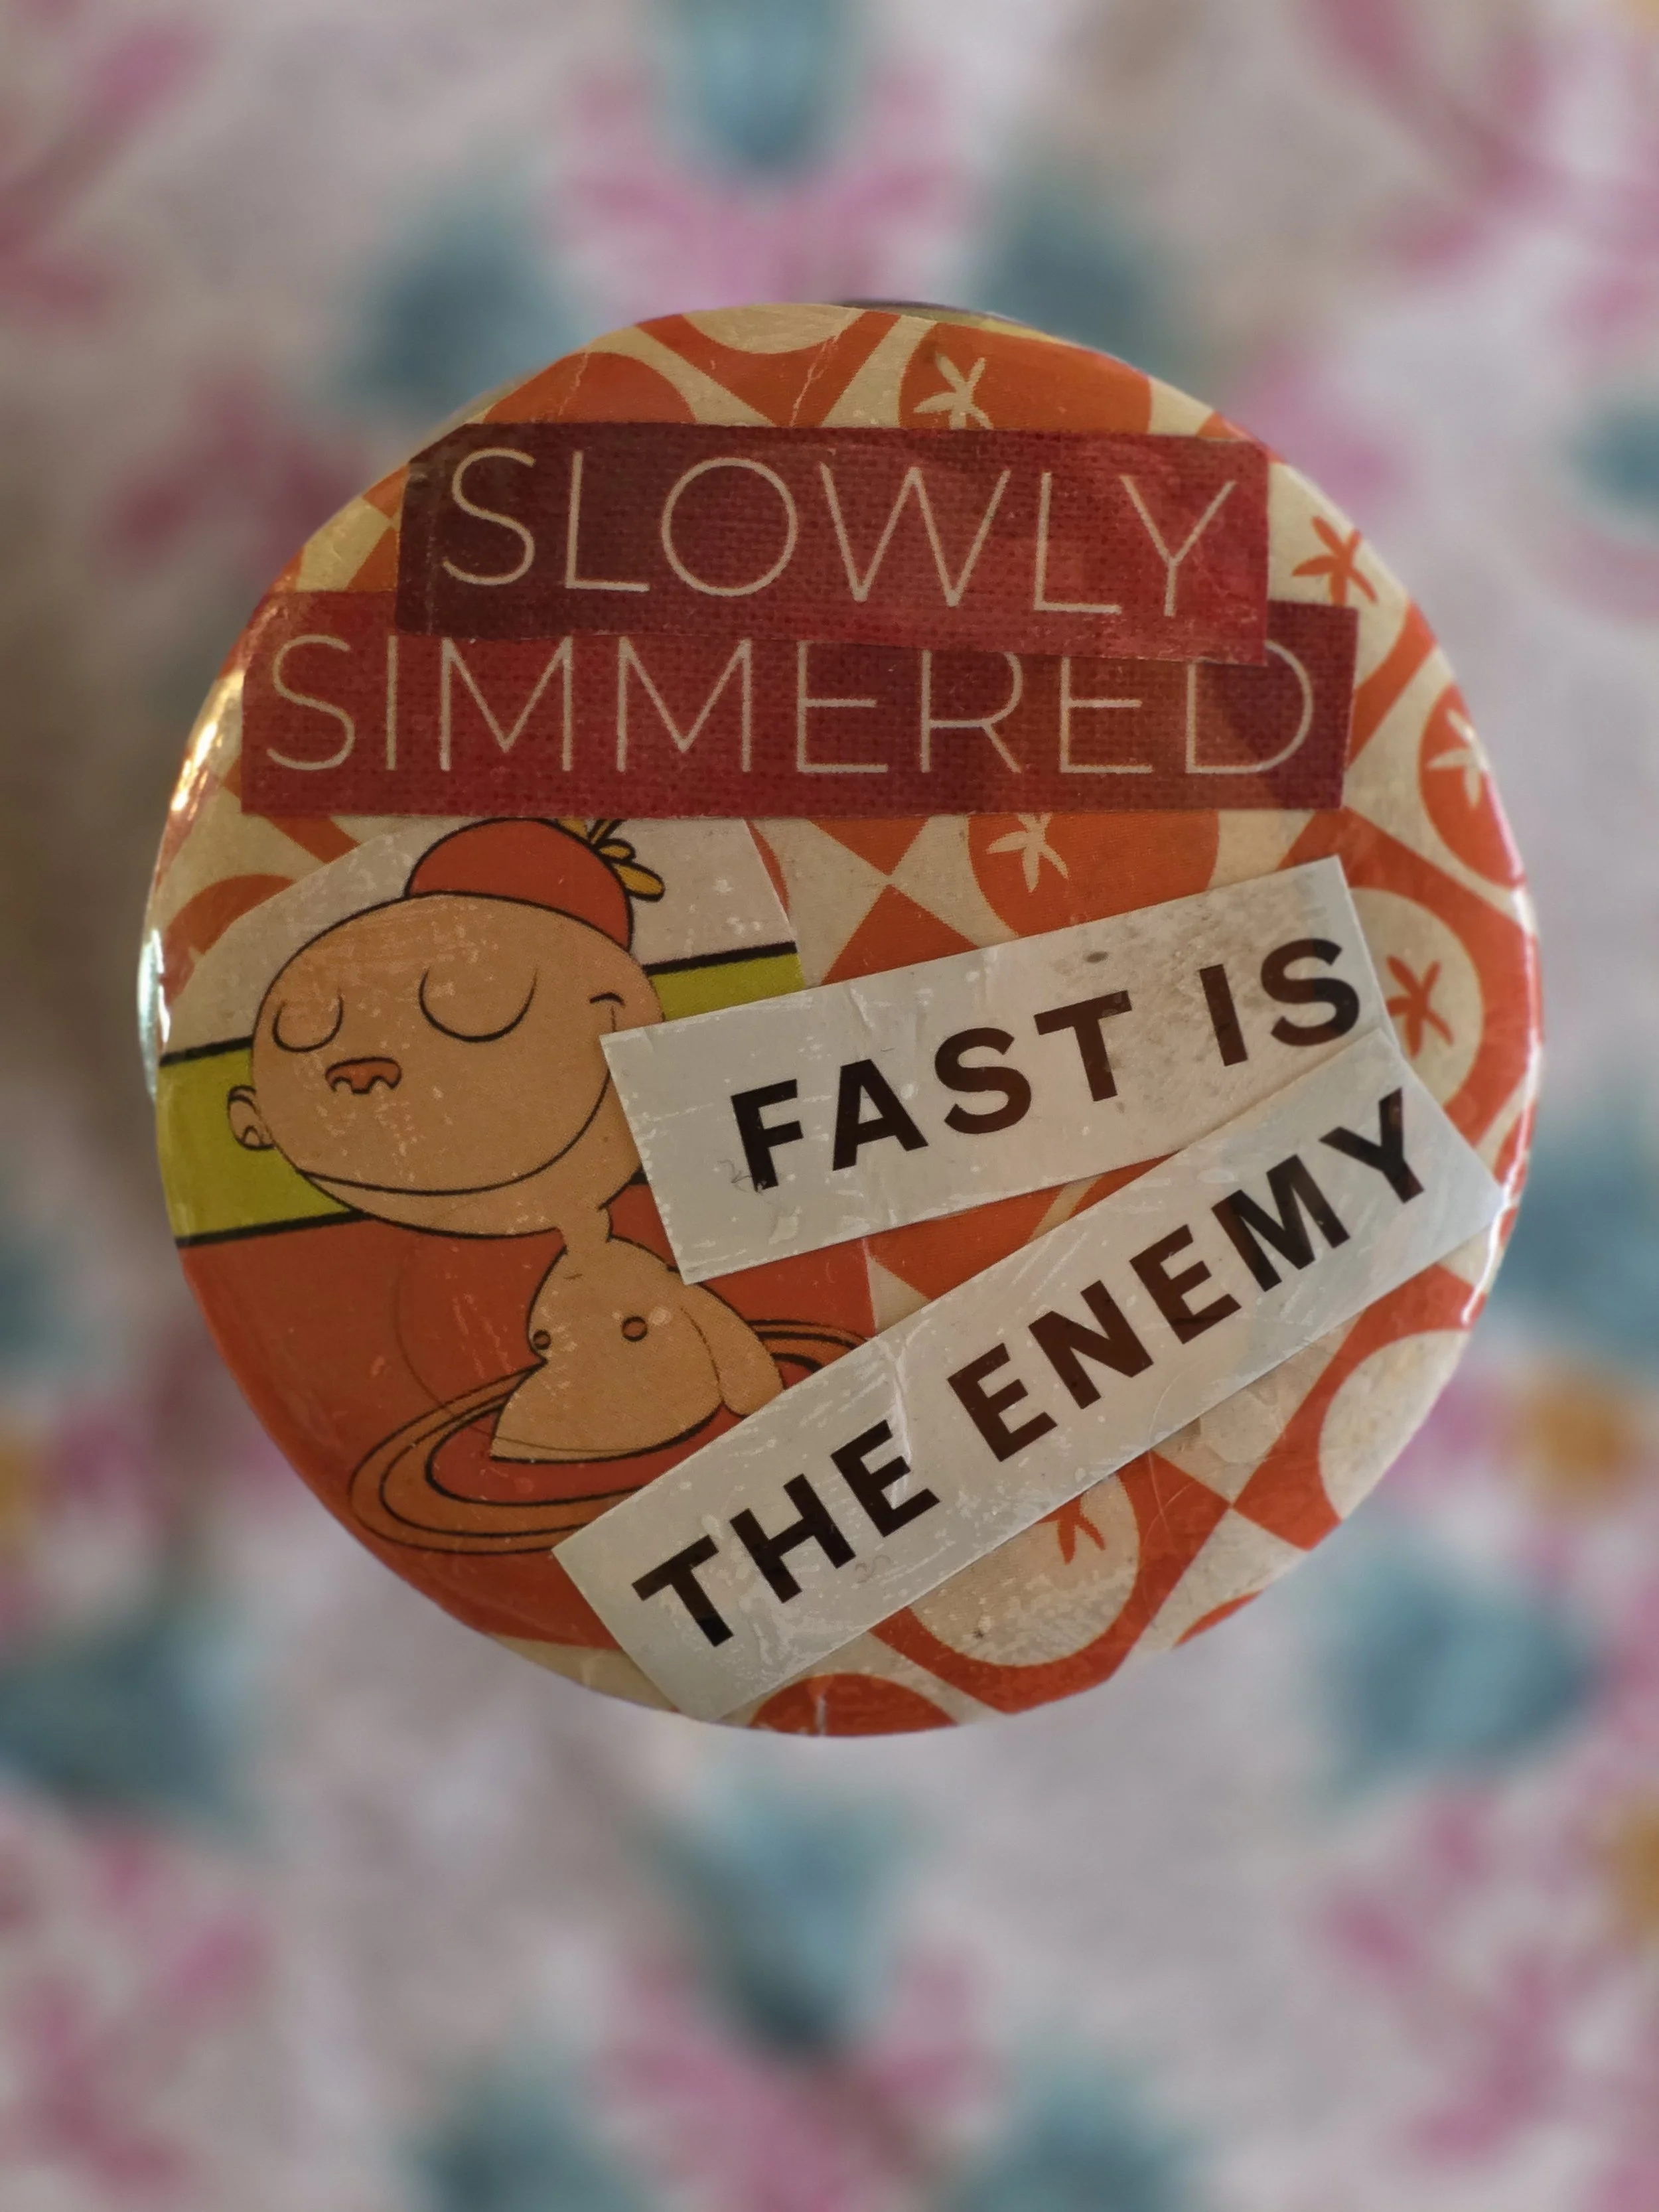 SLOWLY
SIMMERED
FAST IS
THE ENEMY